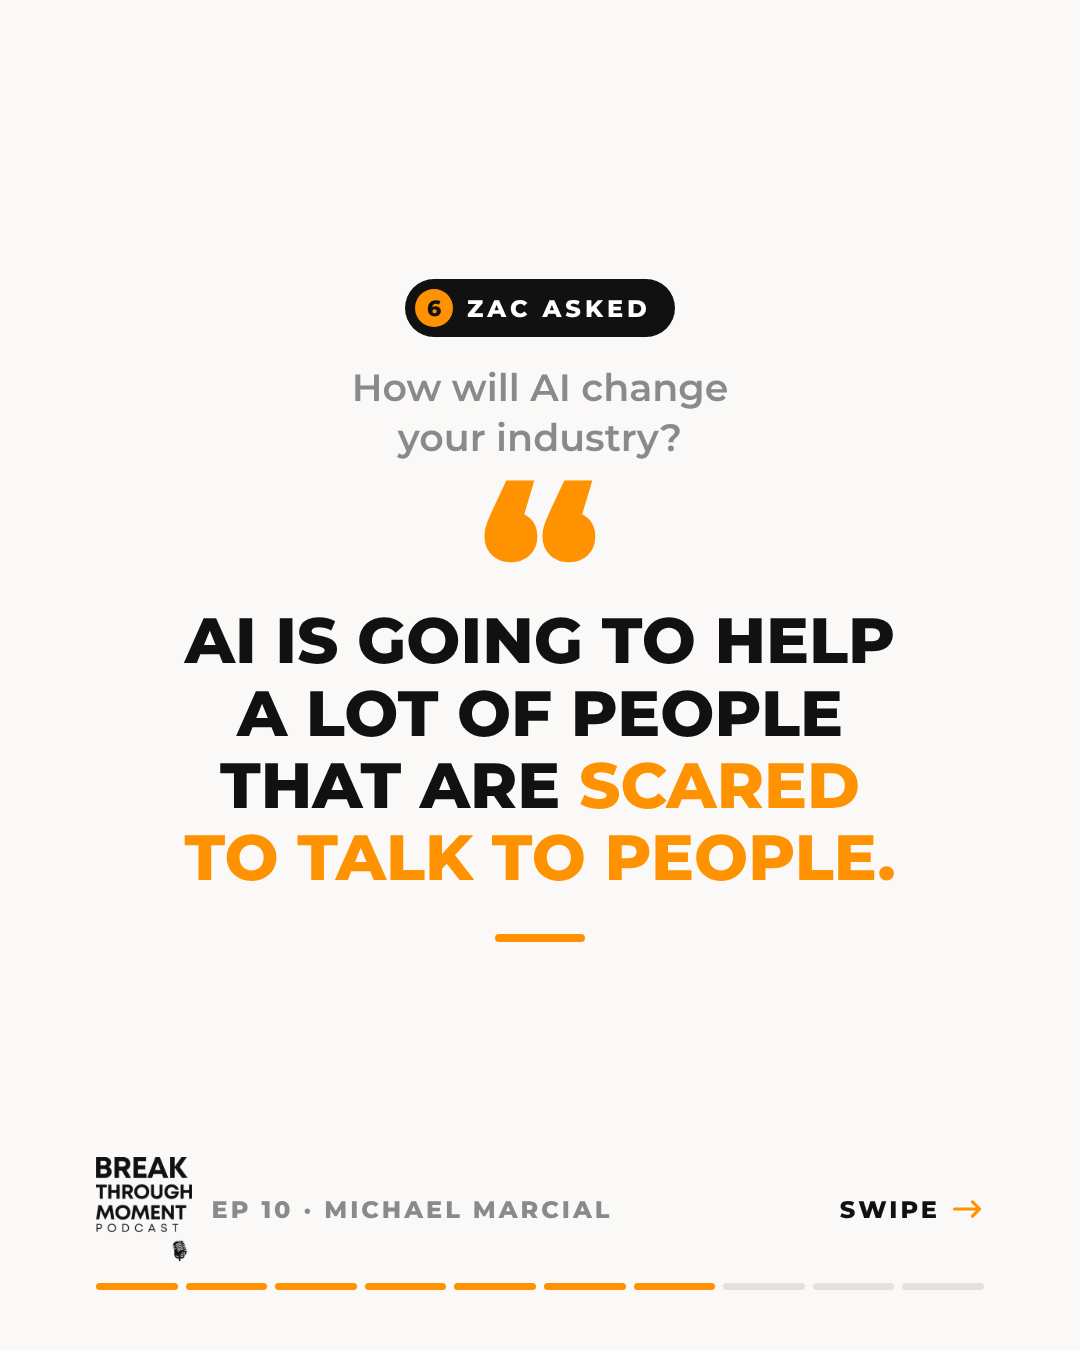 6 ZAC ASKED
How will AI change
your industry?
“
AI IS GOING TO HELP
A LOT OF PEOPLE
THAT ARE SCARED
TO TALK TO PEOPLE.
BREAK
THROUGH
MOMENT
PODCAST
EP 10 · MICHAEL MARCIAL
SWIPE →